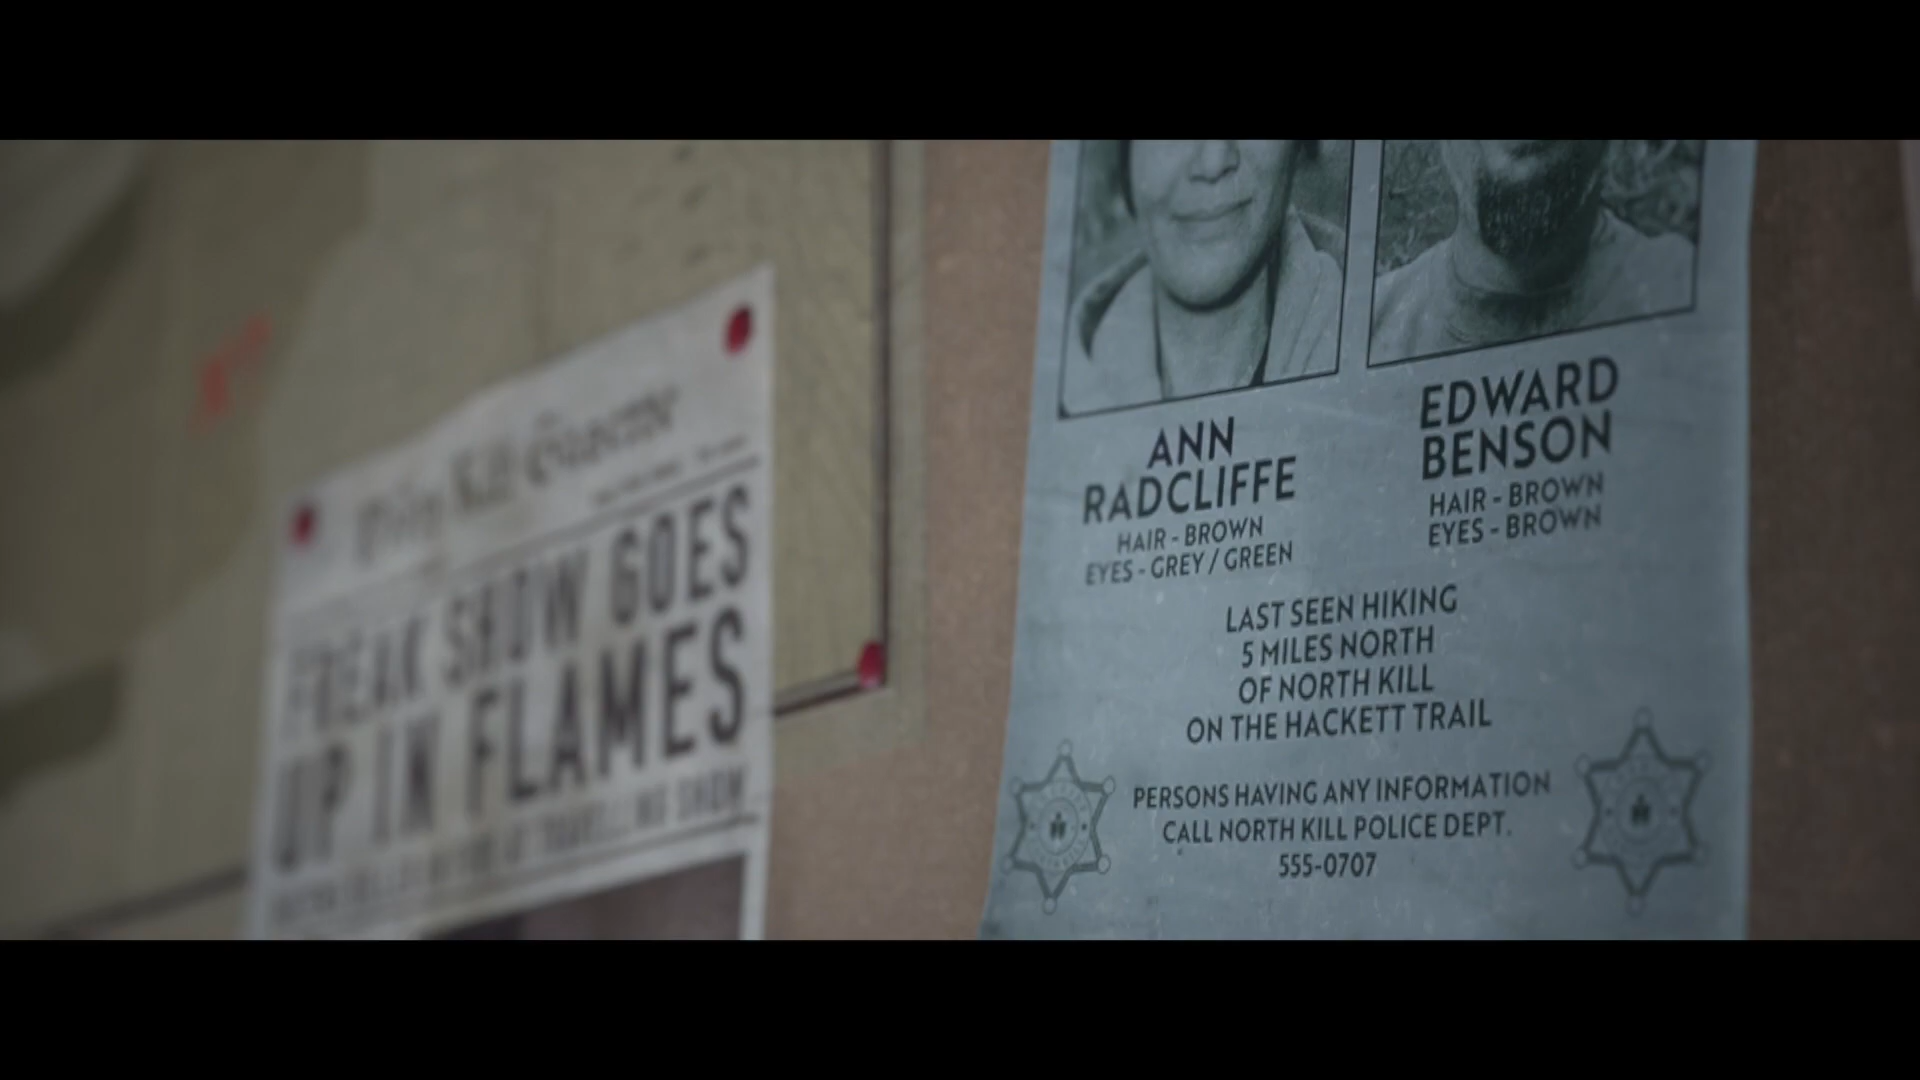 FREAK SHOW GOES
UP IN FLAMES
ANN
RADCLIFFE
HAIR - BROWN
EYES - GREY / GREEN
EDWARD
BENSON
HAIR - BROWN
EYES - BROWN
LAST SEEN HIKING
5 MILES NORTH
OF NORTH KILL
ON THE HACKETT TRAIL
PERSONS HAVING ANY INFORMATION
CALL NORTH KILL POLICE DEPT.
555-0707